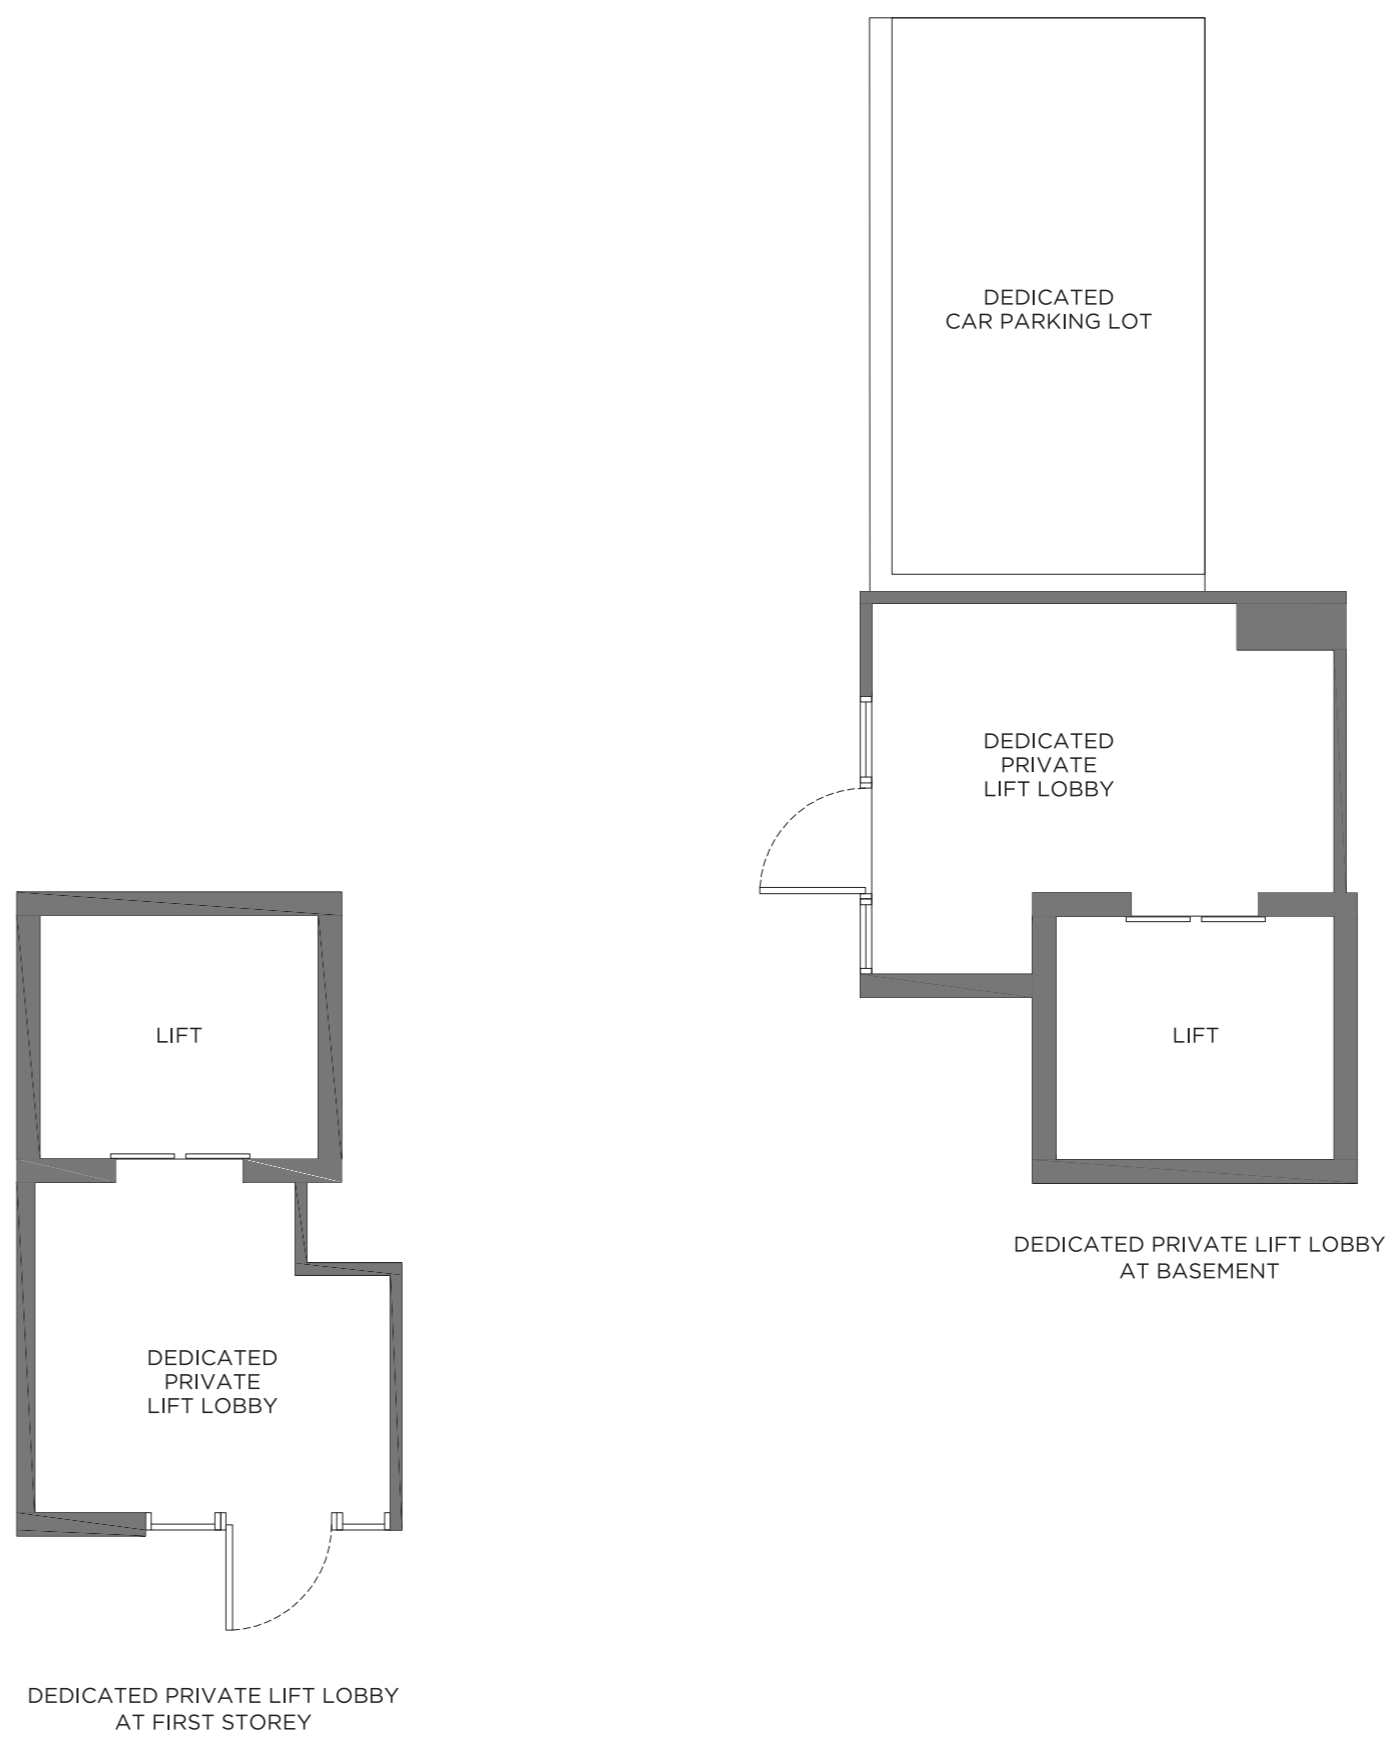 DEDICATED
CAR PARKING LOT
DEDICATED
PRIVATE
LIFT LOBBY
LIFT
DEDICATED PRIVATE LIFT LOBBY
AT BASEMENT
LIFT
DEDICATED
PRIVATE
LIFT LOBBY
DEDICATED PRIVATE LIFT LOBBY
AT FIRST STOREY